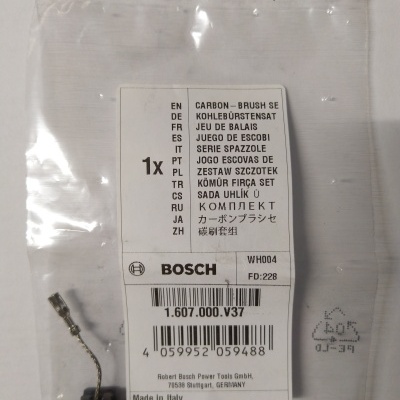 EN CARBON-BRUSH SE
DE KOHLEBÜRSTENSAT
FR JEU DE BALAIS
ES JUEGO DE ESCOBI
IT SERIE SPAZZOLE
1x PT JOGO ESCOVAS DE
PL ZESTAW SZCZOTEK
TR KÖMÜR FIRÇA SET
CS SADA UHLÍK Ü
RU КОМПЛЕКТ
JA カーボンブラシセ
ZH 碳刷套组
BOSCH
WH004
FD:228
1.607.000.V37
4 059952 059488
Robert Bosch Power Tools GmbH,
70538 Stuttgart, GERMANY
Made in Italy
04
PE-LD